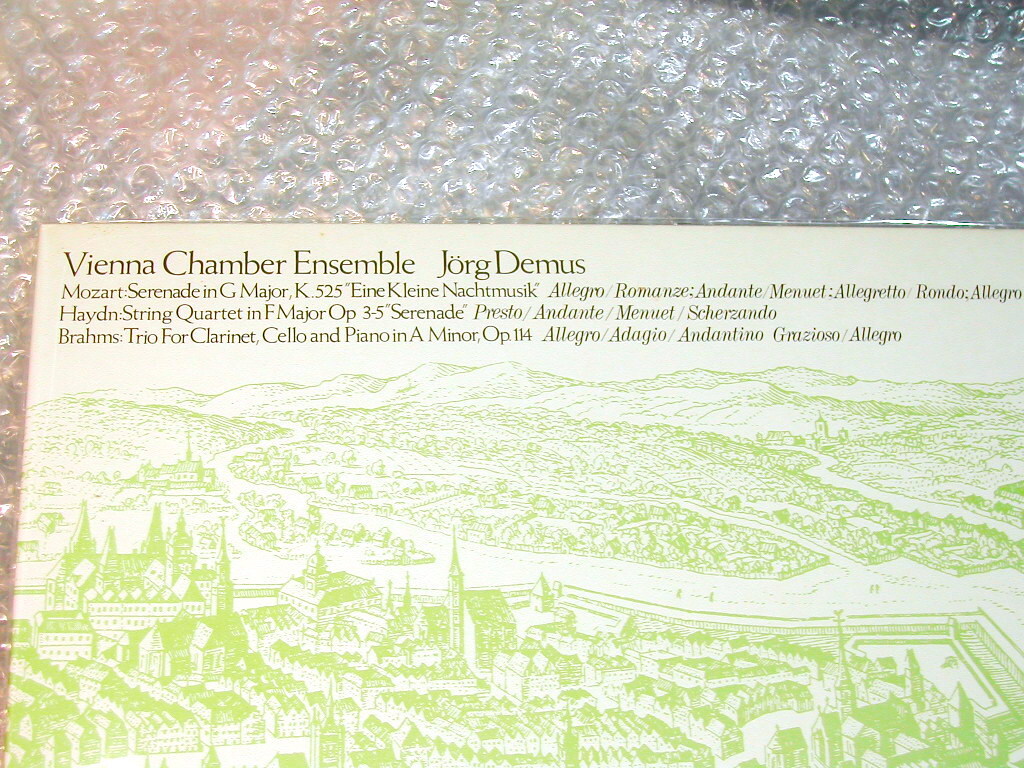 Vienna Chamber Ensemble Jörg Demus
Mozart:Serenade in G Major, K.525 "Eine Kleine Nachtmusik" Allegro/Romanze:Andante/Menuet:Allegretto/Rondo:Allegro
Haydn:String Quartet in F Major Op 3-5 "Serenade" Presto/Andante/Menuet/Scherzando
Brahms:Trio For Clarinet, Cello and Piano in A Minor, Op.114 Allegro/Adagio/Andantino Grazioso/Allegro